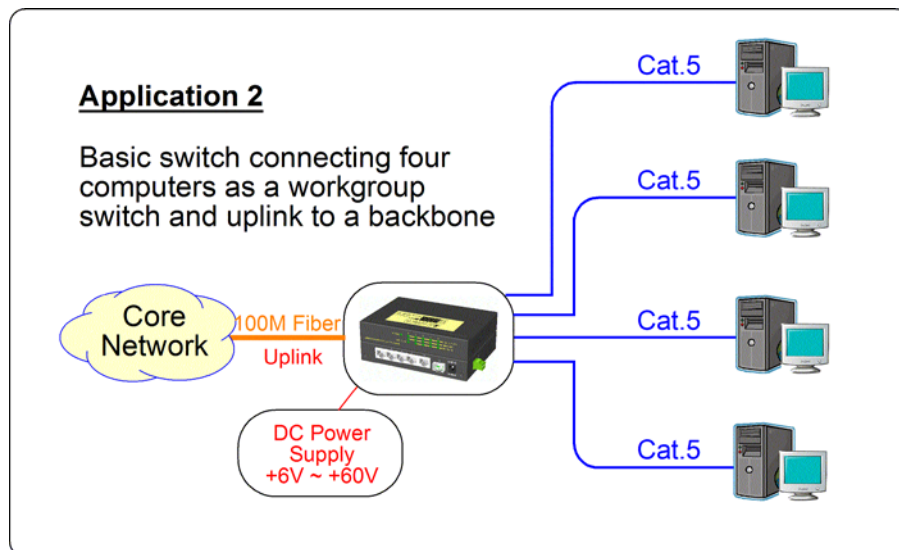 Application 2
Basic switch connecting four
computers as a workgroup
switch and uplink to a backbone
Cat.5
Cat.5
Cat.5
Cat.5
Core
Network
100M Fiber
Uplink
DC Power
Supply
+6V ~ +60V